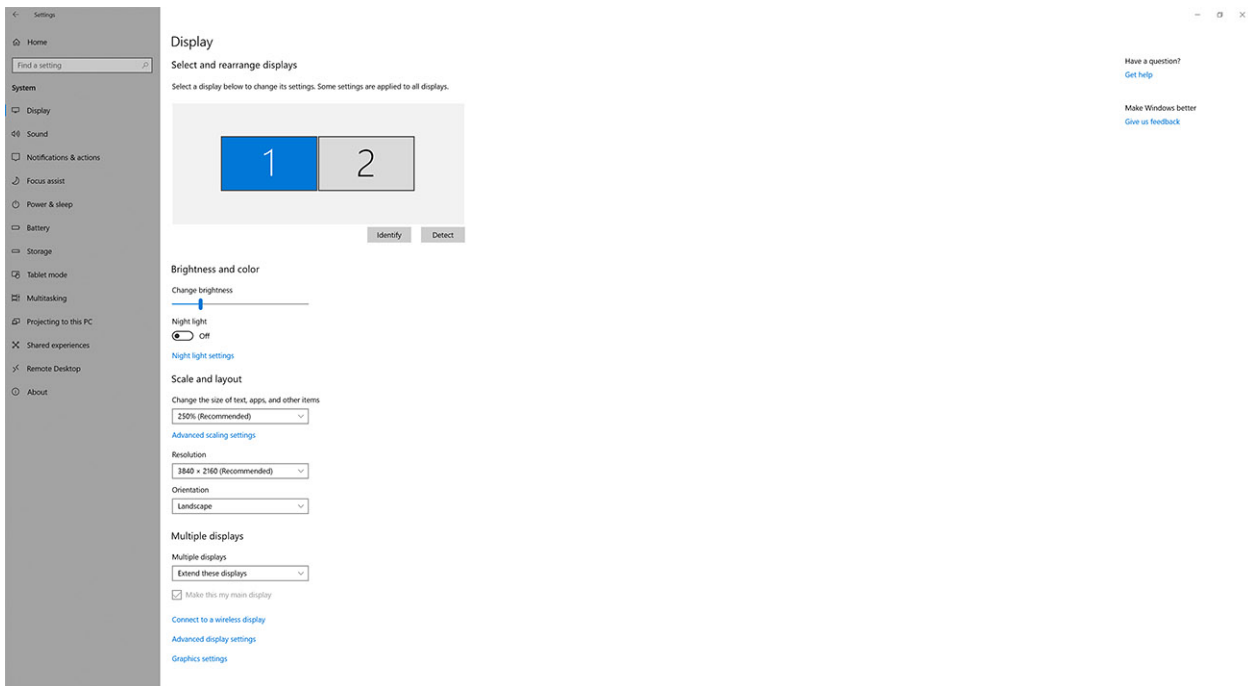 Settings
Home
Find a setting
System
Display
Sound
Notifications & actions
Focus assist
Power & sleep
Battery
Storage
Tablet mode
Multitasking
Projecting to this PC
Shared experiences
Remote Desktop
About
Display
Select and rearrange displays
Select a display below to change its settings. Some settings are applied to all displays.
1 2
Identify Detect
Brightness and color
Change brightness
Night light
Off
Night light settings
Scale and layout
Change the size of text, apps, and other items
250% (Recommended)
Advanced scaling settings
Resolution
3840 × 2160 (Recommended)
Orientation
Landscape
Multiple displays
Multiple displays
Extend these displays
Make this my main display
Connect to a wireless display
Advanced display settings
Graphics settings
Have a question?
Get help
Make Windows better
Give us feedback